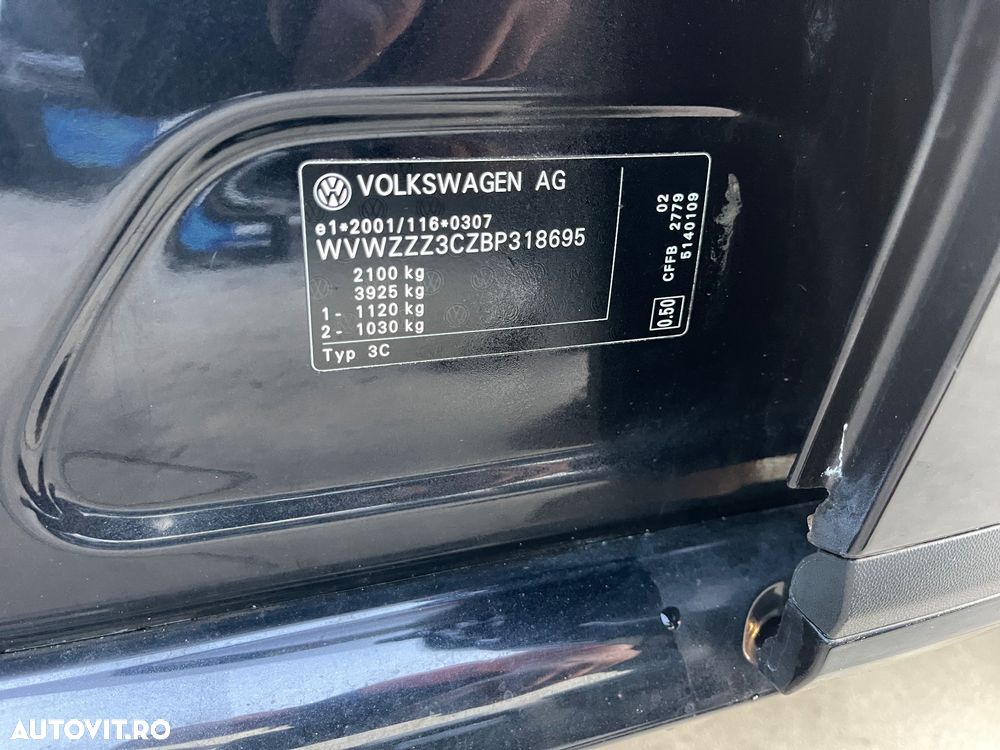 VOLKSWAGEN AG
e1*2001/116*0307
WVWZZZ3CZBP318695
2100 kg
3925 kg
1- 1120 kg
2- 1030 kg
Typ 3C
02
CFFB 2779
5140109
0.50
AUTOVIT.RO